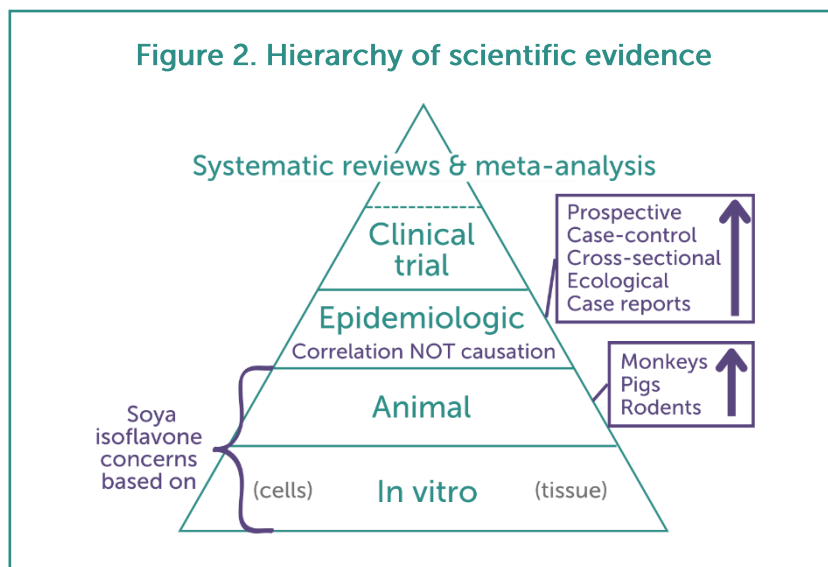 Figure 2. Hierarchy of scientific evidence
Systematic reviews & meta-analysis
Clinical
trial
Prospective
Case-control
Cross-sectional
Ecological
Case reports
Epidemiologic
Correlation NOT causation
Monkeys
Pigs
Rodents
Animal
Soya
isoflavone
concerns
based on
(cells)
In vitro
(tissue)